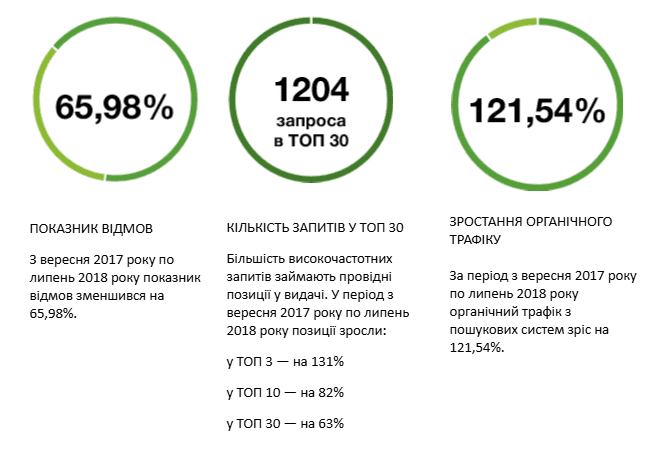 65,98%
ПОКАЗНИК ВІДМОВ
З вересня 2017 року по
липень 2018 року показник
відмов зменшився на
65,98%.
1204
запроса
в ТОП 30
КІЛЬКІСТЬ ЗАПИТІВ У ТОП 30
Більшість високочастотних
запитів займають провідні
позиції у видачі. У період з
вересня 2017 року по липень
2018 року позиції зросли:
у ТОП 3 — на 131%
у ТОП 10 — на 82%
у ТОП 30 — на 63%
121,54%
ЗРОСТАННЯ ОРГАНІЧНОГО
ТРАФІКУ
За період з вересня 2017 року
по липень 2018 року
органічний трафік з
пошукових систем зріс на
121,54%.